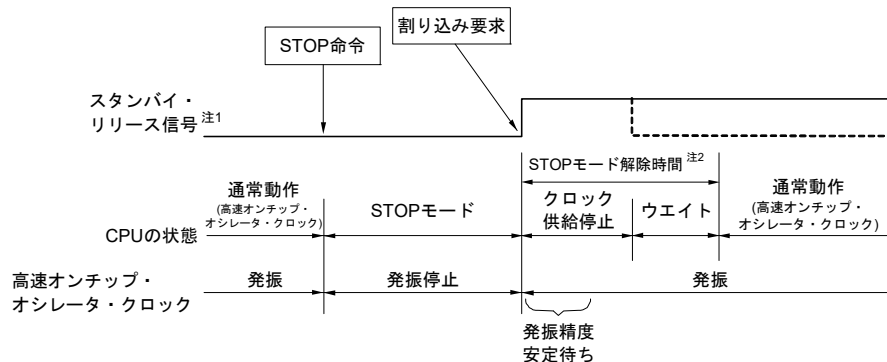 STOP命令
割り込み要求
スタンバイ・
リリース信号 注1
STOPモード解除時間 注2
通常動作
(高速オンチップ・
オシレータ・クロック)
STOPモード
クロック
供給停止
ウエイト
通常動作
(高速オンチップ・
オシレータ・クロック)
CPUの状態
高速オンチップ・
オシレータ・クロック
発振
発振停止
発振
発振精度
安定待ち